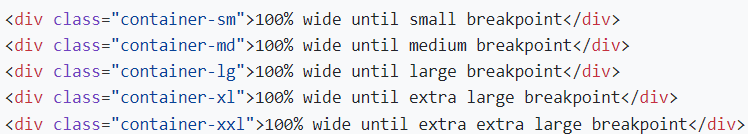 <div class="container-sm">100% wide until small breakpoint</div>
<div class="container-md">100% wide until medium breakpoint</div>
<div class="container-lg">100% wide until large breakpoint</div>
<div class="container-xl">100% wide until extra large breakpoint</div>
<div class="container-xxl">100% wide until extra extra large breakpoint</div>